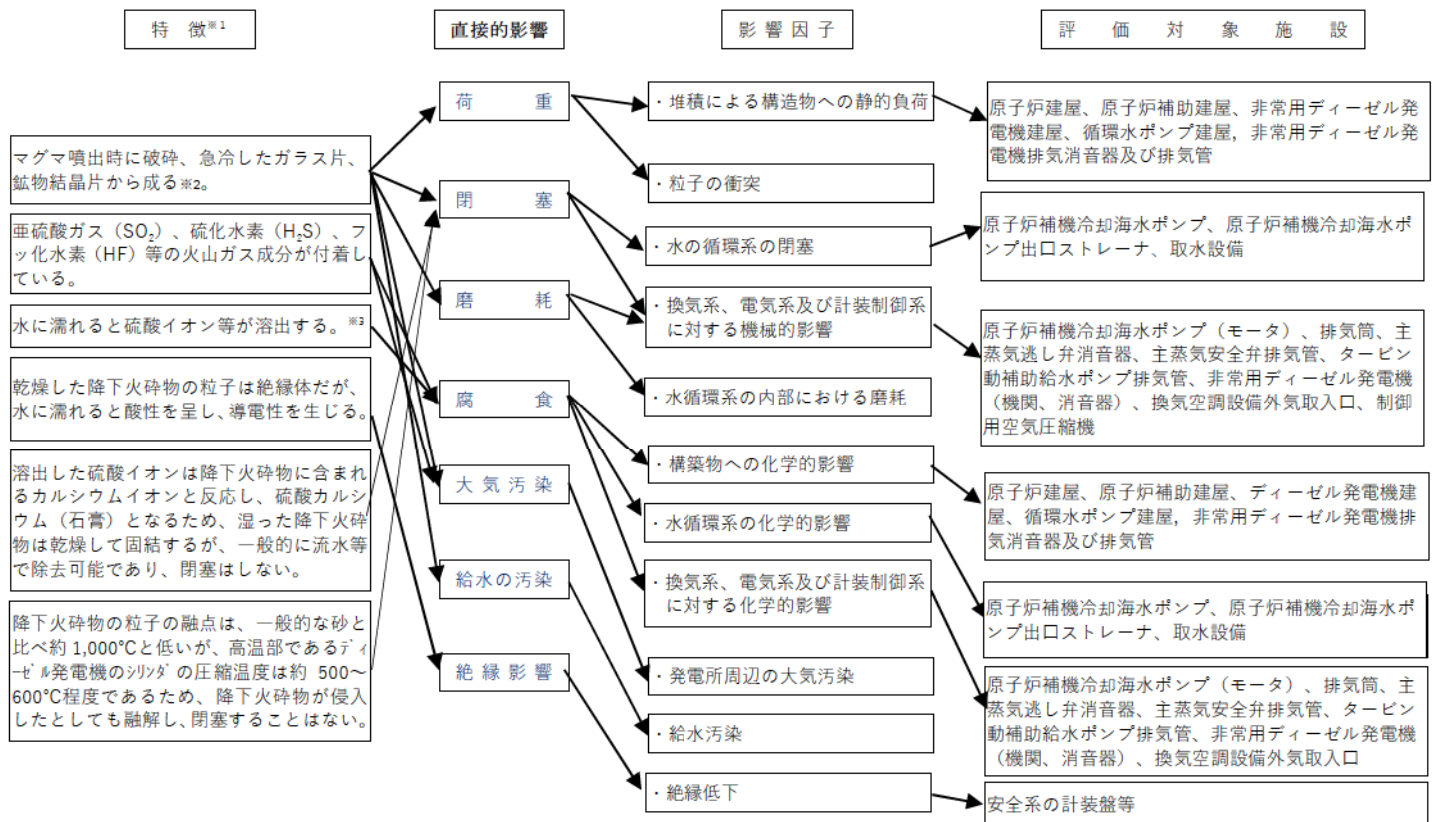 特 徴※1
直接的影響
影 響 因 子
評 価 対 象 施 設
マグマ噴出時に破砕、急冷したガラス片、
鉱物結晶片から成る※2。
亜硫酸ガス（SO₂）、硫化水素（H₂S）、フ
ッ化水素（HF）等の火山ガス成分が付着し
ている。
水に濡れると硫酸イオン等が溶出する。※3
乾燥した降下火砕物の粒子は絶縁体だが、
水に濡れると酸性を呈し、導電性を生じる。
溶出した硫酸イオンは降下火砕物に含まれ
るカルシウムイオンと反応し、硫酸カルシ
ウム（石膏）となるため、湿った降下火砕
物は乾燥して固結するが、一般的に流水等
で除去可能であり、閉塞はしない。
降下火砕物の粒子の融点は、一般的な砂と
比べ約 1,000℃と低いが、高温部であるﾃﾞｨ
ｰｾﾞﾙ発電機のｼﾘﾝﾀﾞの圧縮温度は約 500～
600℃程度であるため、降下火砕物が侵入
したとしても融解し、閉塞することはない。
荷 重
閉 塞
磨 耗
腐 食
大 気 汚 染
給 水 の 汚 染
絶 縁 影 響
・堆積による構造物への静的負荷
・粒子の衝突
・水の循環系の閉塞
・換気系、電気系及び計装制御系
に対する機械的影響
・水循環系の内部における磨耗
・構築物への化学的影響
・水循環系の化学的影響
・換気系、電気系及び計装制御系
に対する化学的影響
・発電所周辺の大気汚染
・給水汚染
・絶縁低下
原子炉建屋、原子炉補助建屋、非常用ディーゼル発
電機建屋、循環水ポンプ建屋，非常用ディーゼル発
電機排気消音器及び排気管
原子炉補機冷却海水ポンプ、原子炉補機冷却海水ポ
ンプ出口ストレーナ、取水設備
原子炉補機冷却海水ポンプ（モータ）、排気筒、主
蒸気逃し弁消音器、主蒸気安全弁排気管、タービン
動補助給水ポンプ排気管、非常用ディーゼル発電機
（機関、消音器）、換気空調設備外気取入口、制御
用空気圧縮機
原子炉建屋、原子炉補助建屋、ディーゼル発電機建
屋、循環水ポンプ建屋，非常用ディーゼル発電機排
気消音器及び排気管
原子炉補機冷却海水ポンプ、原子炉補機冷却海水ポ
ンプ出口ストレーナ、取水設備
原子炉補機冷却海水ポンプ（モータ）、排気筒、主
蒸気逃し弁消音器、主蒸気安全弁排気管、タービン
動補助給水ポンプ排気管、非常用ディーゼル発電機
（機関、消音器）、換気空調設備外気取入口
安全系の計装盤等